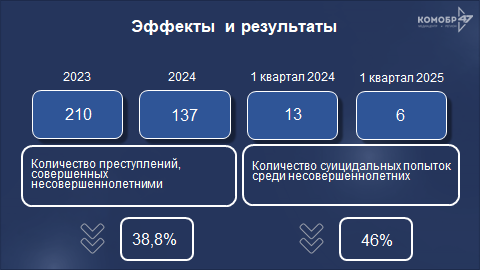 Эффекты и результаты
КОМОБР47
2023
2024
1 квартал 2024
1 квартал 2025
210
137
13
6
Количество преступлений,
совершенных
несовершеннолетними
Количество суицидальных попыток
среди несовершеннолетних
38,8%
46%